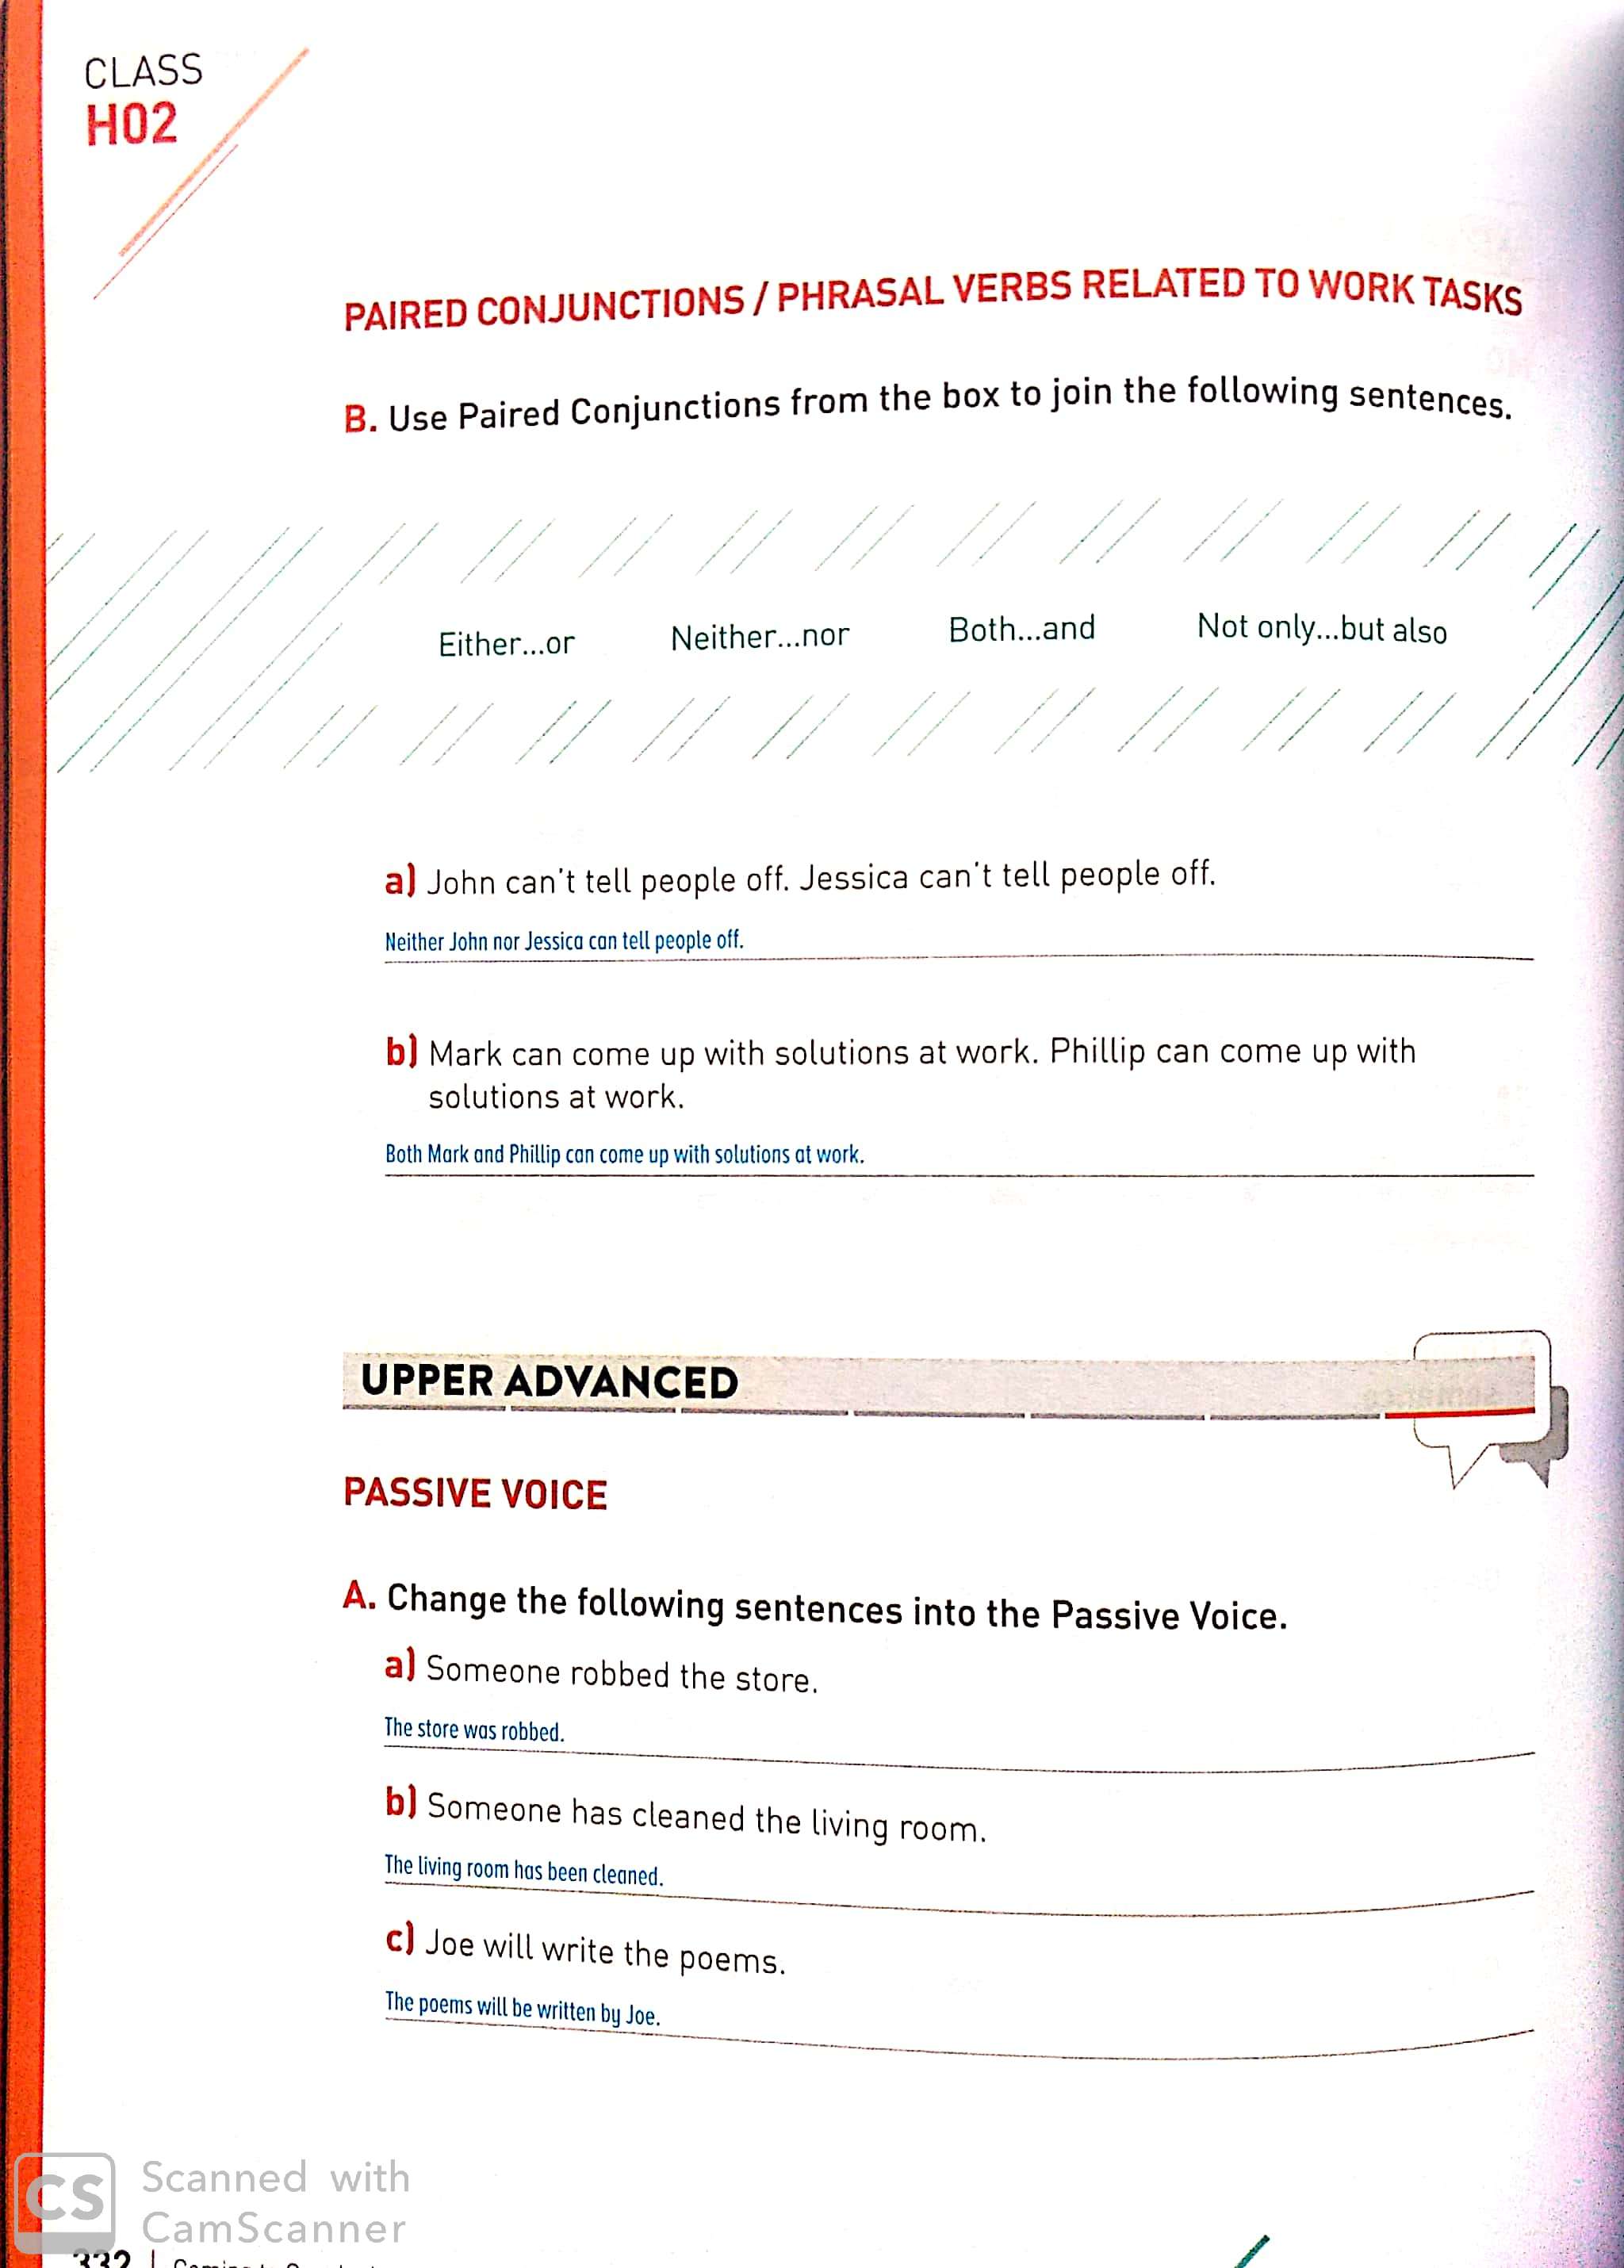 CLASS
H02
PAIRED CONJUNCTIONS / PHRASAL VERBS RELATED TO WORK TASKS
B. Use Paired Conjunctions from the box to join the following sentences.
Either...or Neither...nor Both...and Not only...but also
a) John can't tell people off. Jessica can't tell people off.
Neither John nor Jessica can tell people off.
b) Mark can come up with solutions at work. Phillip can come up with
solutions at work.
Both Mark and Phillip can come up with solutions at work.
UPPER ADVANCED
PASSIVE VOICE
A. Change the following sentences into the Passive Voice.
a) Someone robbed the store.
The store was robbed.
b) Someone has cleaned the living room.
The living room has been cleaned.
c) Joe will write the poems.
The poems will be written by Joe.
CS Scanned with
CamScanner
332 |